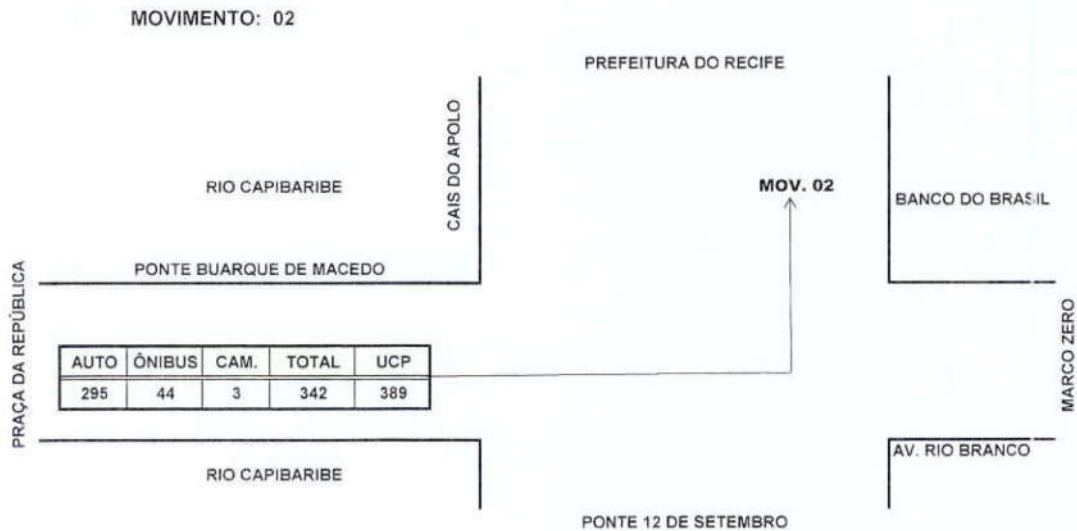 MOVIMENTO: 02
PREFEITURA DO RECIFE
CAIS DO APOLO
RIO CAPIBARIBE
MOV. 02
BANCO DO BRASIL
PONTE BUARQUE DE MACEDO
PRAÇA DA REPÚBLICA
MARCO ZERO
AUTO ÔNIBUS CAM. TOTAL UCP
295 44 3 342 389
AV. RIO BRANCO
RIO CAPIBARIBE
PONTE 12 DE SETEMBRO